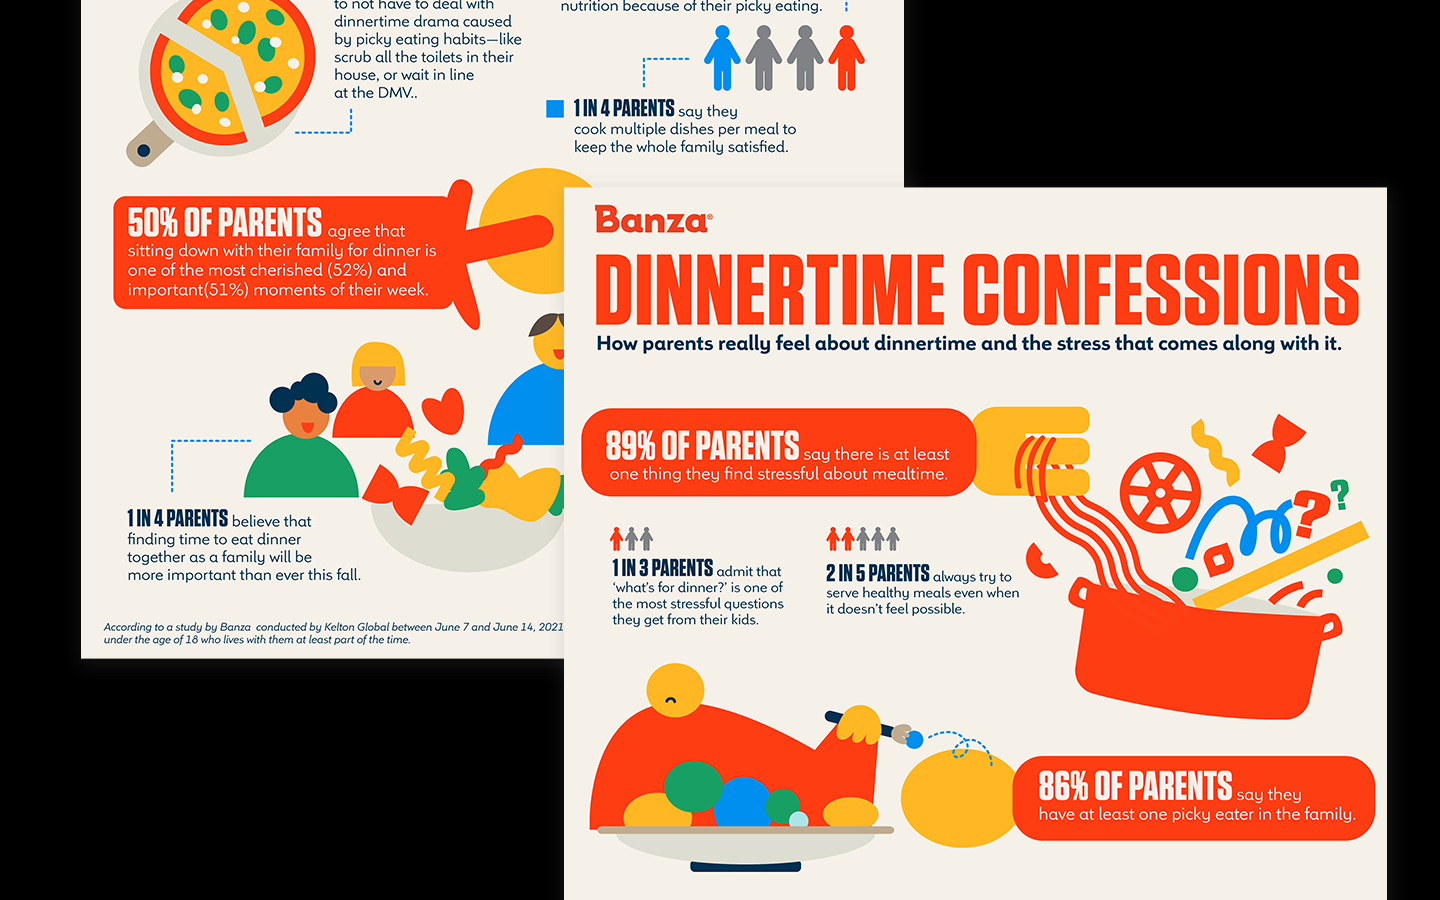 to not have to deal with
dinnertime drama caused
by picky eating habits—like
scrub all the toilets in their
house, or wait in line
at the DMV..
nutrition because of their picky eating.
1 IN 4 PARENTS say they
cook multiple dishes per meal to
keep the whole family satisfied.
50% OF PARENTS agree that
sitting down with their family for dinner is
one of the most cherished (52%) and
important(51%) moments of their week.
1 IN 4 PARENTS believe that
finding time to eat dinner
together as a family will be
more important than ever this fall.
According to a study by Banza conducted by Kelton Global between June 7 and June 14, 2021
under the age of 18 who lives with them at least part of the time.
Banza®
DINNERTIME CONFESSIONS
How parents really feel about dinnertime and the stress that comes along with it.
89% OF PARENTS say there is at least
one thing they find stressful about mealtime.
? ?
1 IN 3 PARENTS admit that
‘what's for dinner?’ is one of
the most stressful questions
they get from their kids.
2 IN 5 PARENTS always try to
serve healthy meals even when
it doesn't feel possible.
86% OF PARENTS say they
have at least one picky eater in the family.